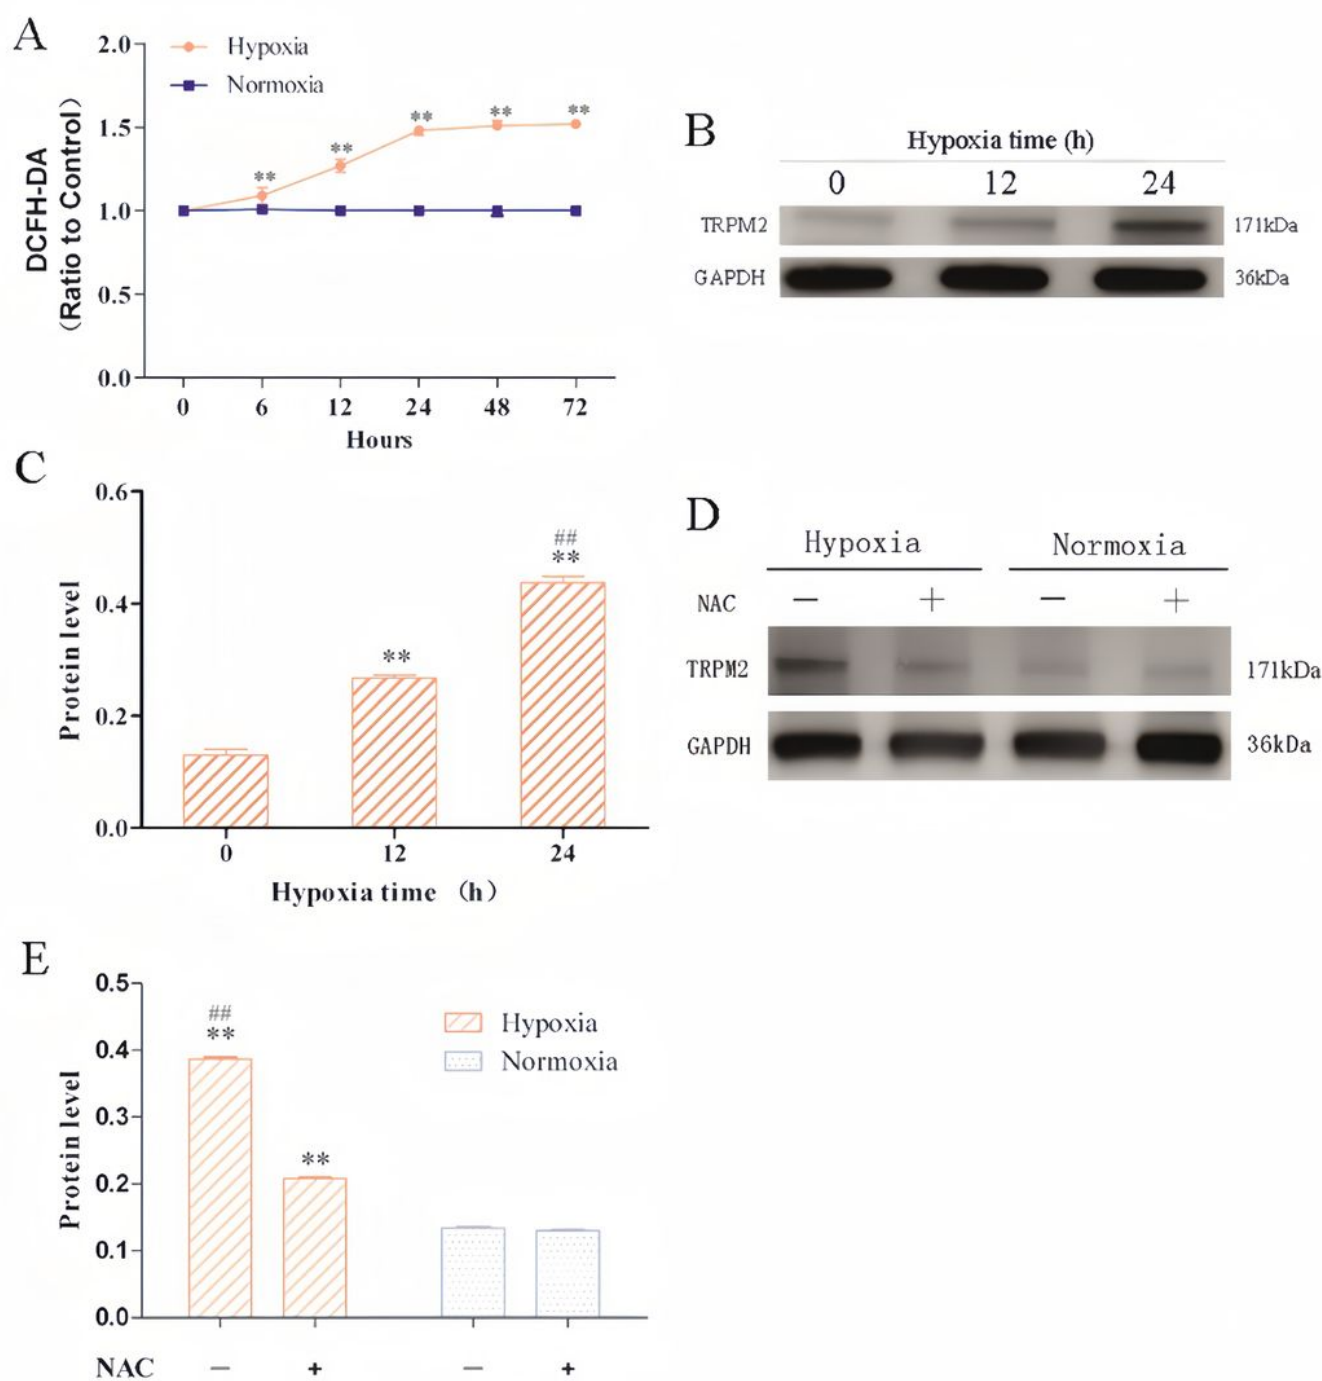 A
2.0
Hypoxia
Normoxia
**
**
**
**
**
1.5
1.0
0.5
0.0
DCFH-DA
(Ratio to Control)
0 6 12 24 48 72
Hours
B
Hypoxia time (h)
0 12 24
TRPM2 171kDa
GAPDH 36kDa
C
0.6
0.4
0.2
0.0
Protein level
**
##
**
0 12 24
Hypoxia time (h)
D
Hypoxia Normoxia
NAC — + — +
TRPM2 171kDa
GAPDH 36kDa
E
0.5
0.4
0.3
0.2
0.1
0.0
Protein level
##
**
**
Hypoxia
Normoxia
NAC — + — +